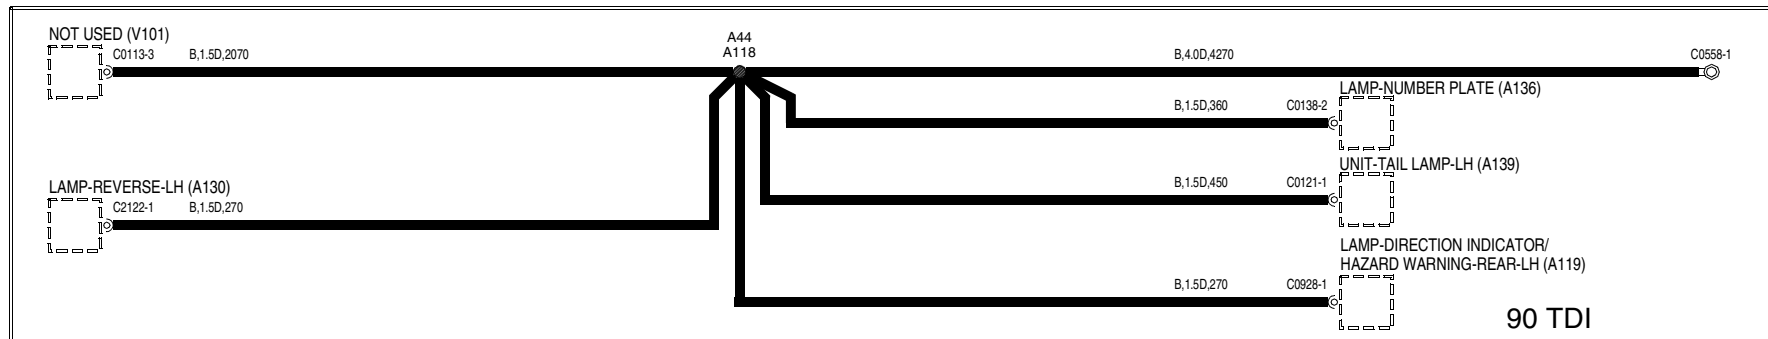 NOT USED (V101)
C0113-3 B,1.5D,2070
A44
A118
B,4.0D,4270 C0558-1
LAMP-NUMBER PLATE (A136)
B,1.5D,360 C0138-2
UNIT-TAIL LAMP-LH (A139)
B,1.5D,450 C0121-1
LAMP-REVERSE-LH (A130)
C2122-1 B,1.5D,270
LAMP-DIRECTION INDICATOR/
HAZARD WARNING-REAR-LH (A119)
B,1.5D,270 C0928-1
90 TDI